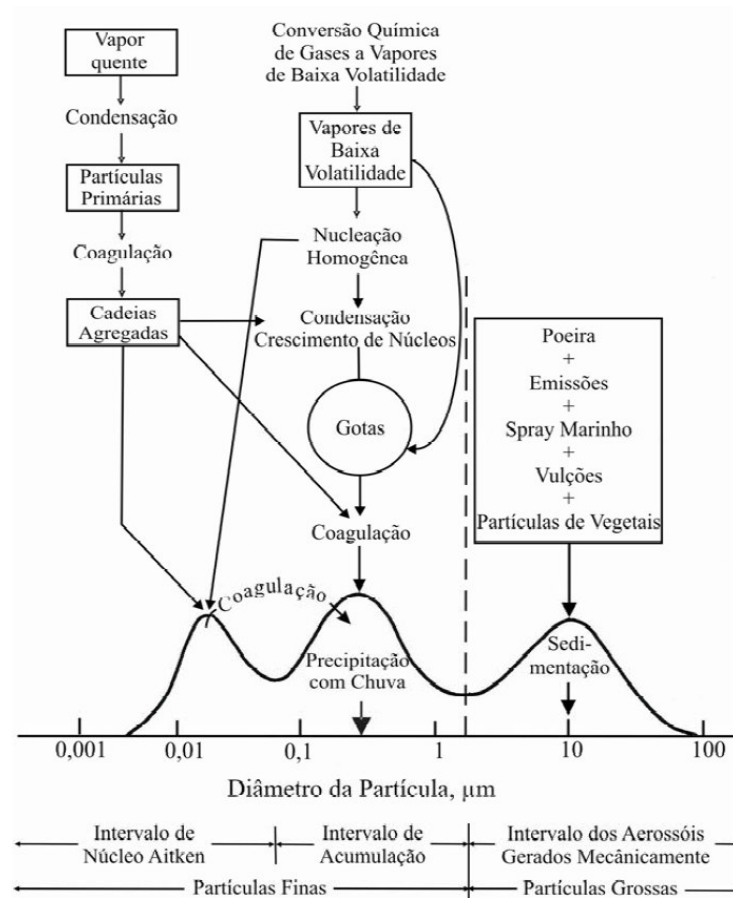 Vapor
quente
Condensação
Partículas
Primárias
Coagulação
Cadeias
Agregadas
Conversão Química
de Gases a Vapores
de Baixa Volatilidade
Vapores de
Baixa
Volatilidade
Nucleação
Homogênea
Condensação
Crescimento de Núcleos
Gotas
Coagulação
Poeira
+
Emissões
+
Spray Marinho
+
Vulções
+
Partículas de Vegetais
Coagulação
Precipitação
com Chuva
Sedi-
mentação
0,001 0,01 0,1 1 10 100
Diâmetro da Partícula, µm
Intervalo de
Núcleo Aitken
Intervalo de
Acumulação
Intervalo dos Aerossóis
Gerados Mecânicamente
Partículas Finas
Partículas Grossas